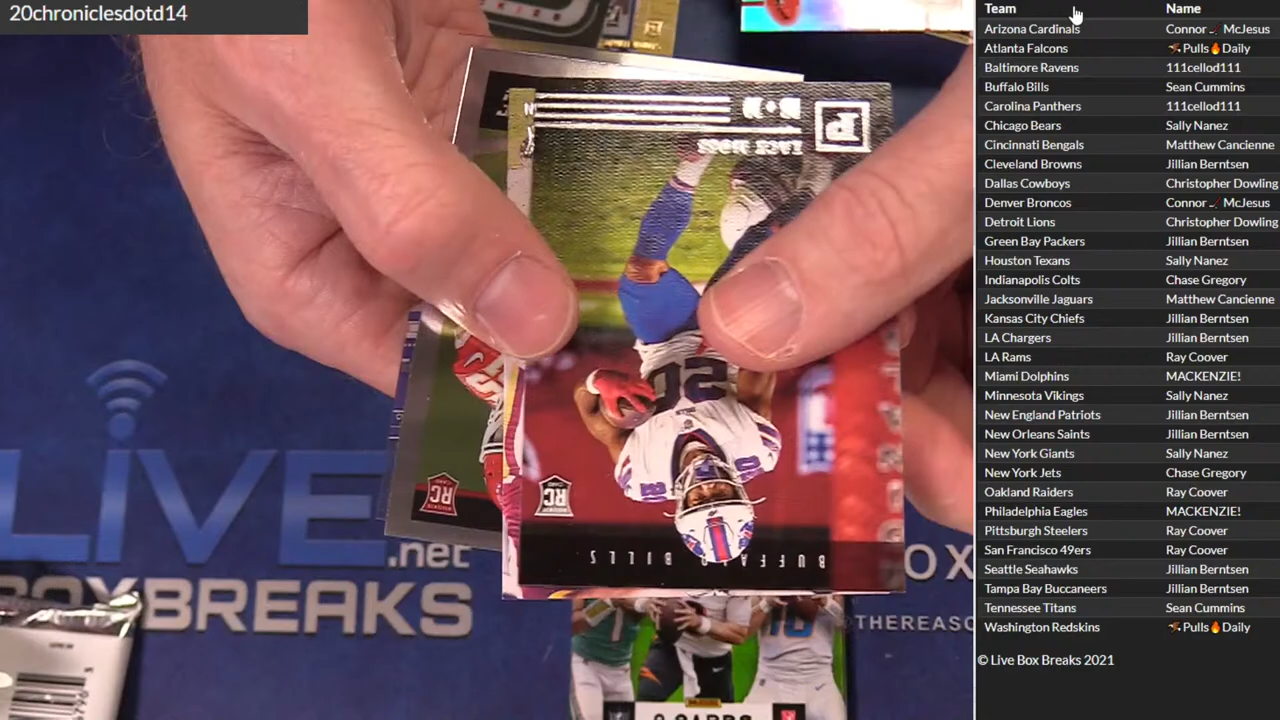 20chroniclesdotd14
Team Name
Arizona Cardinals Connor McJesus
Atlanta Falcons Pulls🔥Daily
Baltimore Ravens 111cellod111
Buffalo Bills Sean Cummins
Carolina Panthers 111cellod111
Chicago Bears Sally Nanez
Cincinnati Bengals Matthew Cancienne
Cleveland Browns Jillian Berntsen
Dallas Cowboys Christopher Dowling
Denver Broncos Connor McJesus
Detroit Lions Christopher Dowling
Green Bay Packers Jillian Berntsen
Houston Texans Sally Nanez
Indianapolis Colts Chase Gregory
Jacksonville Jaguars Matthew Cancienne
Kansas City Chiefs Jillian Berntsen
LA Chargers Jillian Berntsen
LA Rams Ray Coover
Miami Dolphins MACKENZIE!
Minnesota Vikings Sally Nanez
New England Patriots Jillian Berntsen
New Orleans Saints Jillian Berntsen
New York Giants Sally Nanez
New York Jets Chase Gregory
Oakland Raiders Ray Coover
Philadelphia Eagles MACKENZIE!
Pittsburgh Steelers Ray Coover
San Francisco 49ers Ray Coover
Seattle Seahawks Jillian Berntsen
Tampa Bay Buccaneers Jillian Berntsen
Tennessee Titans Sean Cummins
Washington Redskins Pulls🔥Daily
© Live Box Breaks 2021
ZACK MOSS
P
20
RC
BUFFALO BILLS
RC
LIVE.net
BOXBREAKS
OX
THEREASO